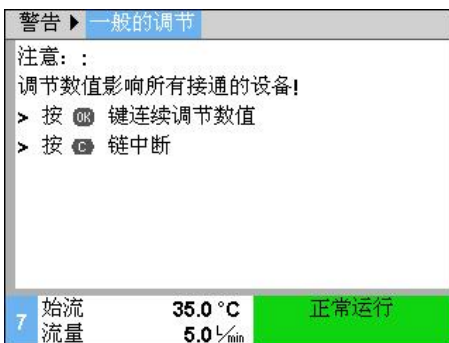 警告 ▶ 一般的调节
注意: :
调节数值影响所有接通的设备!
> 按 OK 键连续调节数值
> 按 C 链中断
7 始流 35.0 °C 正常运行
流量 5.0 L/min